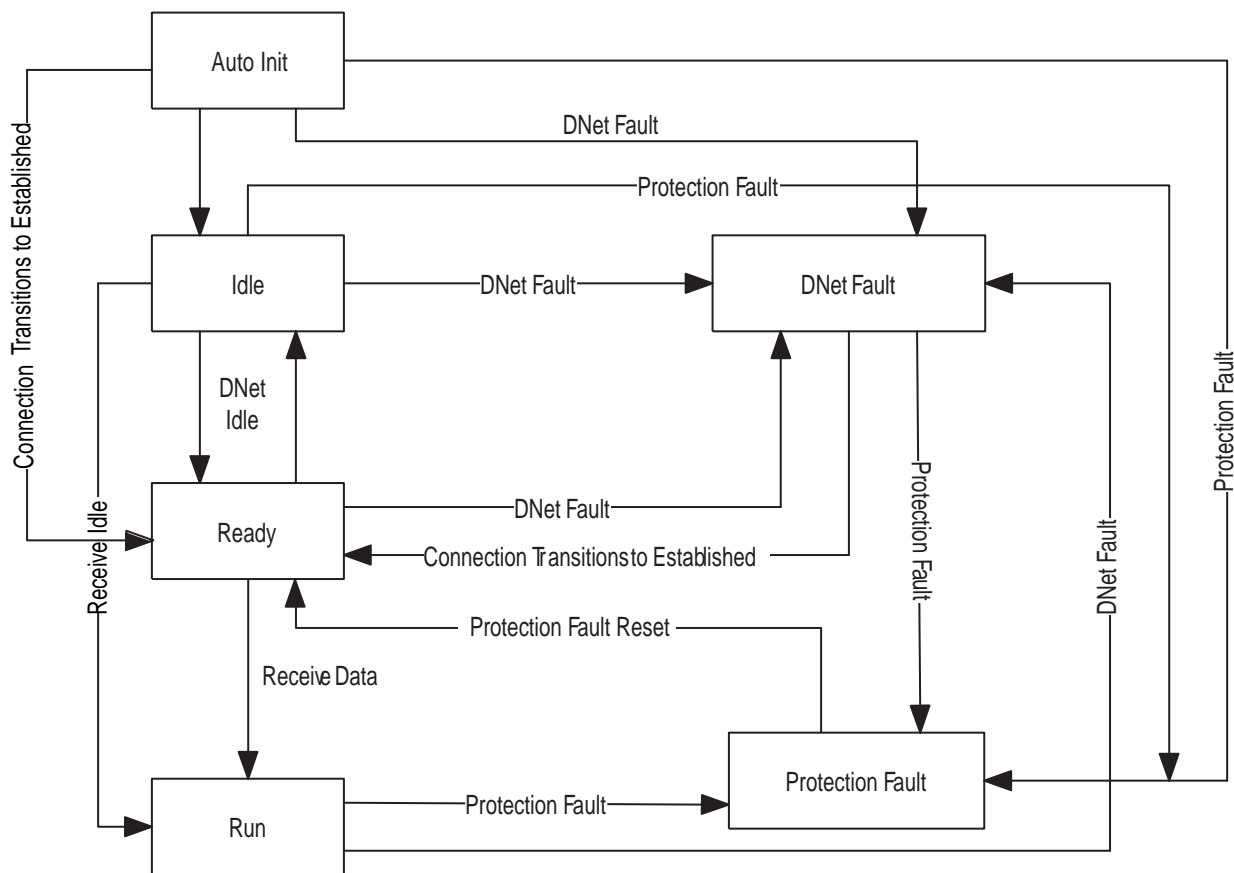 Auto Init
DNet Fault
Protection Fault
Connection Transitions to Established
Idle
DNet Fault
DNet Fault
DNet
Idle
Protection Fault
Ready
DNet Fault
Connection Transitions to Established
Protection Fault
DNet Fault
Receive Idle
Protection Fault Reset
Receive Data
Protection Fault
Protection Fault
Run